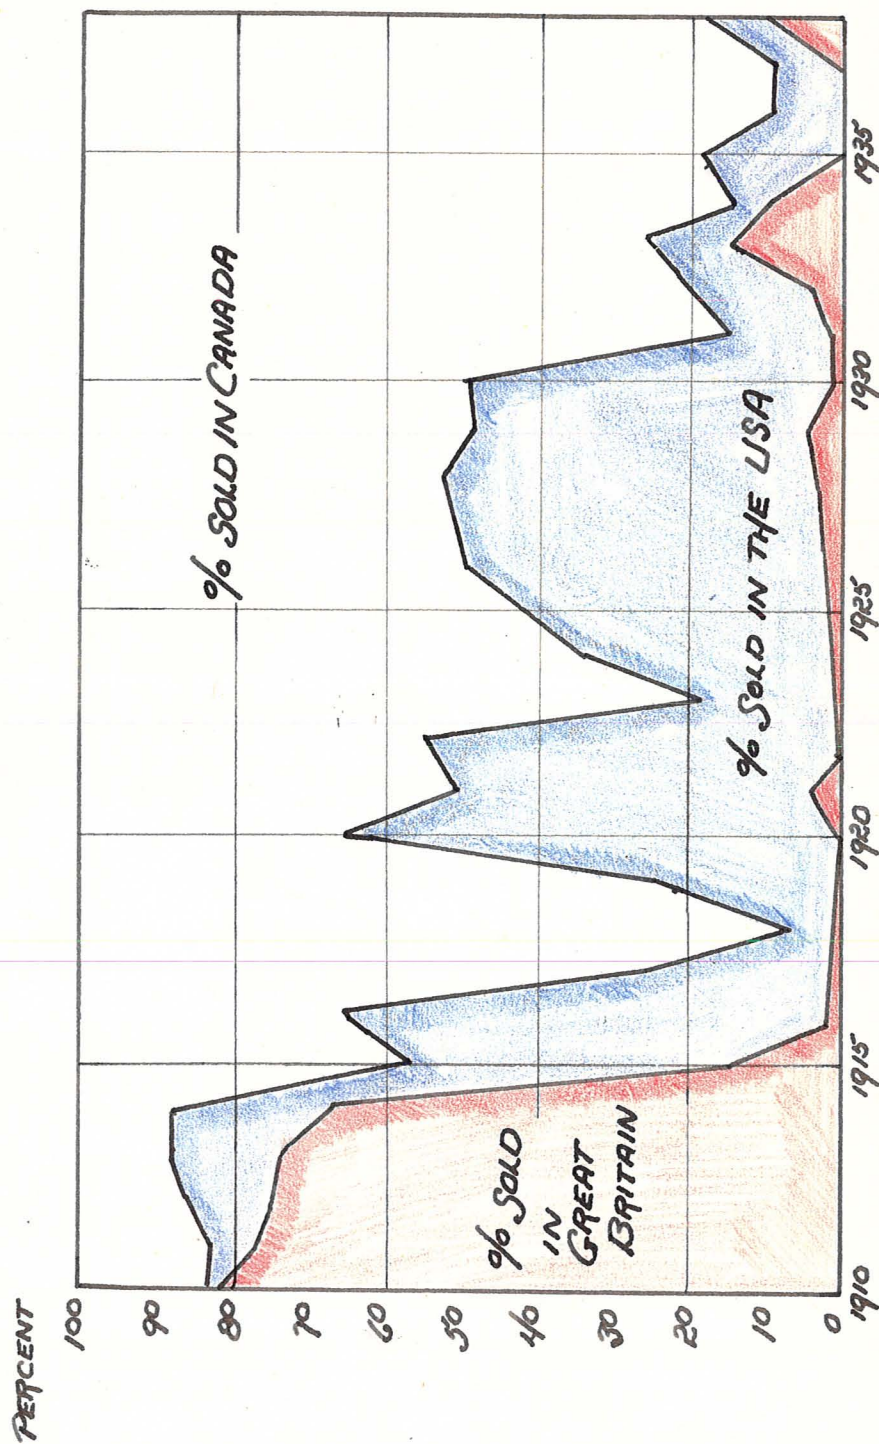 PERCENT
100
90
80
70
60
50
40
30
20
10
0
% SOLD IN CANADA
% SOLD IN THE USA
% SOLD
IN
GREAT
BRITAIN
1910
1915
1920
1925
1930
1935